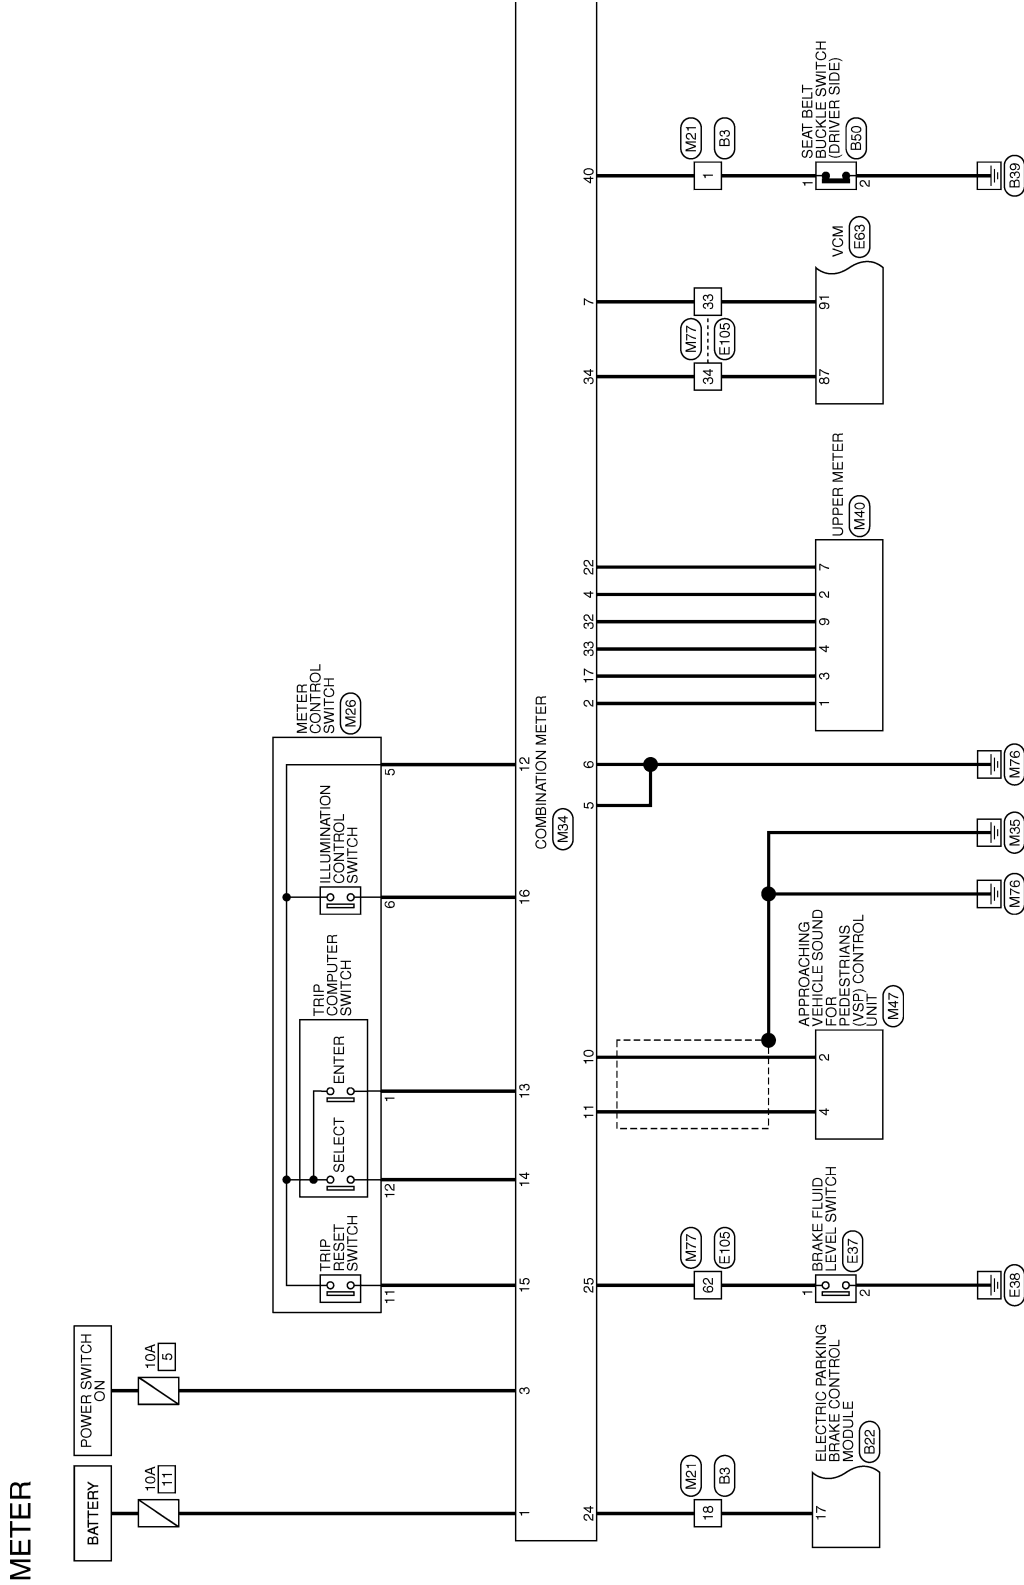 METER
BATTERY
10A
11
POWER SWITCH
ON
10A
5
METER
CONTROL
SWITCH
M26
TRIP
RESET
SWITCH
TRIP
COMPUTER
SWITCH
SELECT
ENTER
ILLUMINATION
CONTROL
SWITCH
11
12
1
6
5
1
3
15
14
13
16
12
COMBINATION METER
M34
24
25
11
10
5
6
2
17
33
32
4
22
34
7
40
18
M21
B3
62
M77
E105
34
M77
E105
33
1
M21
B3
17
ELECTRIC PARKING
BRAKE CONTROL
MODULE
B22
1
2
BRAKE FLUID
LEVEL SWITCH
E37
4
2
APPROACHING
VEHICLE SOUND
FOR
PEDESTRIANS
(VSP) CONTROL
UNIT
M47
1
3
4
9
2
7
UPPER METER
M40
87
91
VCM
E63
1
2
SEAT BELT
BUCKLE SWITCH
(DRIVER SIDE)
B50
E38
M76
M35
M76
B39